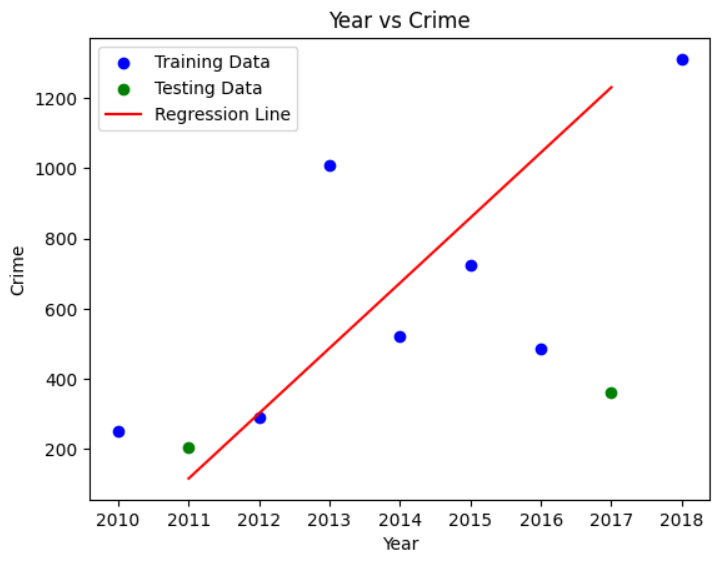 Year vs Crime
Training Data
Testing Data
Regression Line
1200
1000
800
600
400
200
Crime
2010 2011 2012 2013 2014 2015 2016 2017 2018
Year